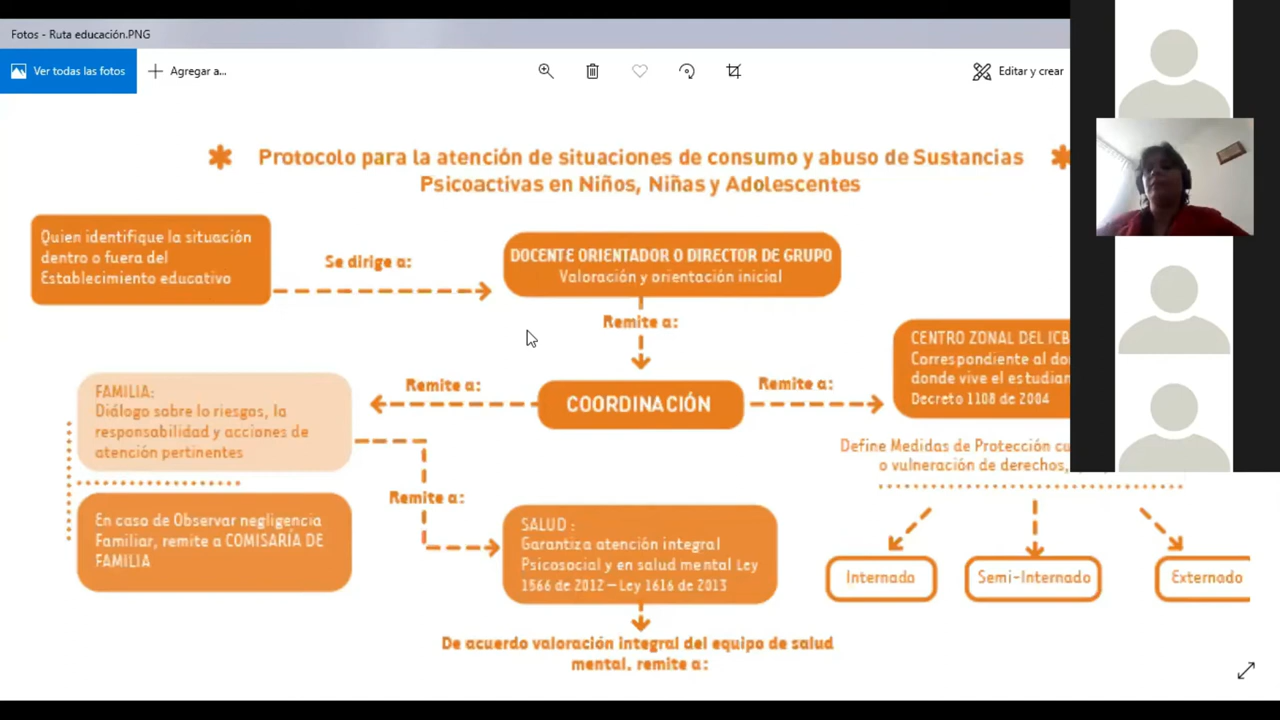 Fotos - Ruta educación.PNG
Ver todas las fotos
Agregar a...
Editar y crear
Protocolo para la atención de situaciones de consumo y abuso de Sustancias
Psicoactivas en Niños, Niñas y Adolescentes
Quien identifique la situación
dentro o fuera del
Establecimiento educativo
Se dirige a:
DOCENTE ORIENTADOR O DIRECTOR DE GRUPO
Valoración y orientación inicial
Remite a:
COORDINACIÓN
Remite a:
Remite a:
CENTRO ZONAL DEL
Correspondiente al
donde vive el
Decreto 1108 de 2004
FAMILIA:
Diálogo sobre lo riesgos, la
responsabilidad y acciones de
atención pertinentes
Define Medidas de Protección
o vulneración de derechos,
Remite a:
En caso de Observar negligencia
Familiar, remite a COMISARÍA DE
FAMILIA
SALUD :
Garantiza atención integral
Psicosocial y en salud mental Ley
1566 de 2012 – Ley 1616 de 2013
Internado
Semi-Internado
Externado
De acuerdo valoración integral del equipo de salud
mental, remite a: